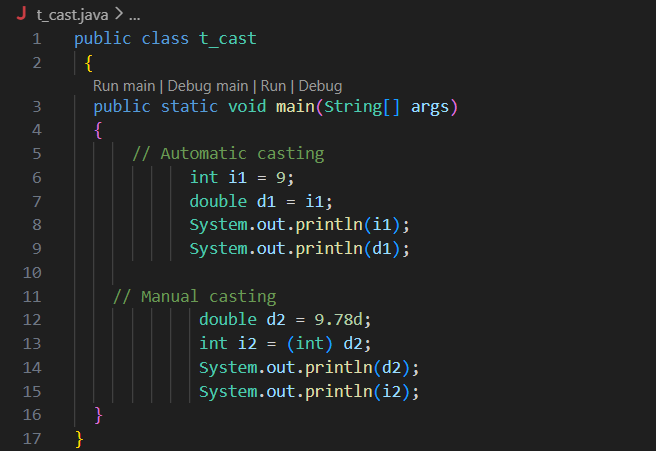 J t_cast.java > ...
1 public class t_cast
2 {
Run main | Debug main | Run | Debug
3 public static void main(String[] args)
4 {
5 // Automatic casting
6 int i1 = 9;
7 double d1 = i1;
8 System.out.println(i1);
9 System.out.println(d1);
10
11 // Manual casting
12 double d2 = 9.78d;
13 int i2 = (int) d2;
14 System.out.println(d2);
15 System.out.println(i2);
16 }
17 }